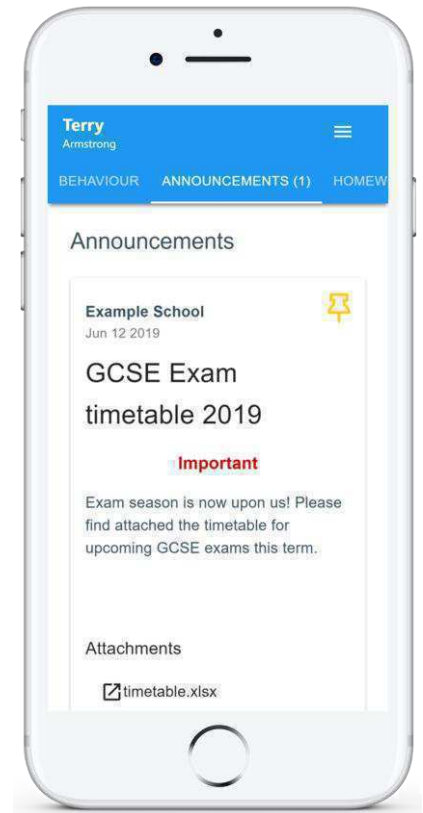 Terry
Armstrong
BEHAVIOUR ANNOUNCEMENTS (1) HOMEW
Announcements
Example School
Jun 12 2019
GCSE Exam
timetable 2019
Important
Exam season is now upon us! Please
find attached the timetable for
upcoming GCSE exams this term.
Attachments
timetable.xlsx